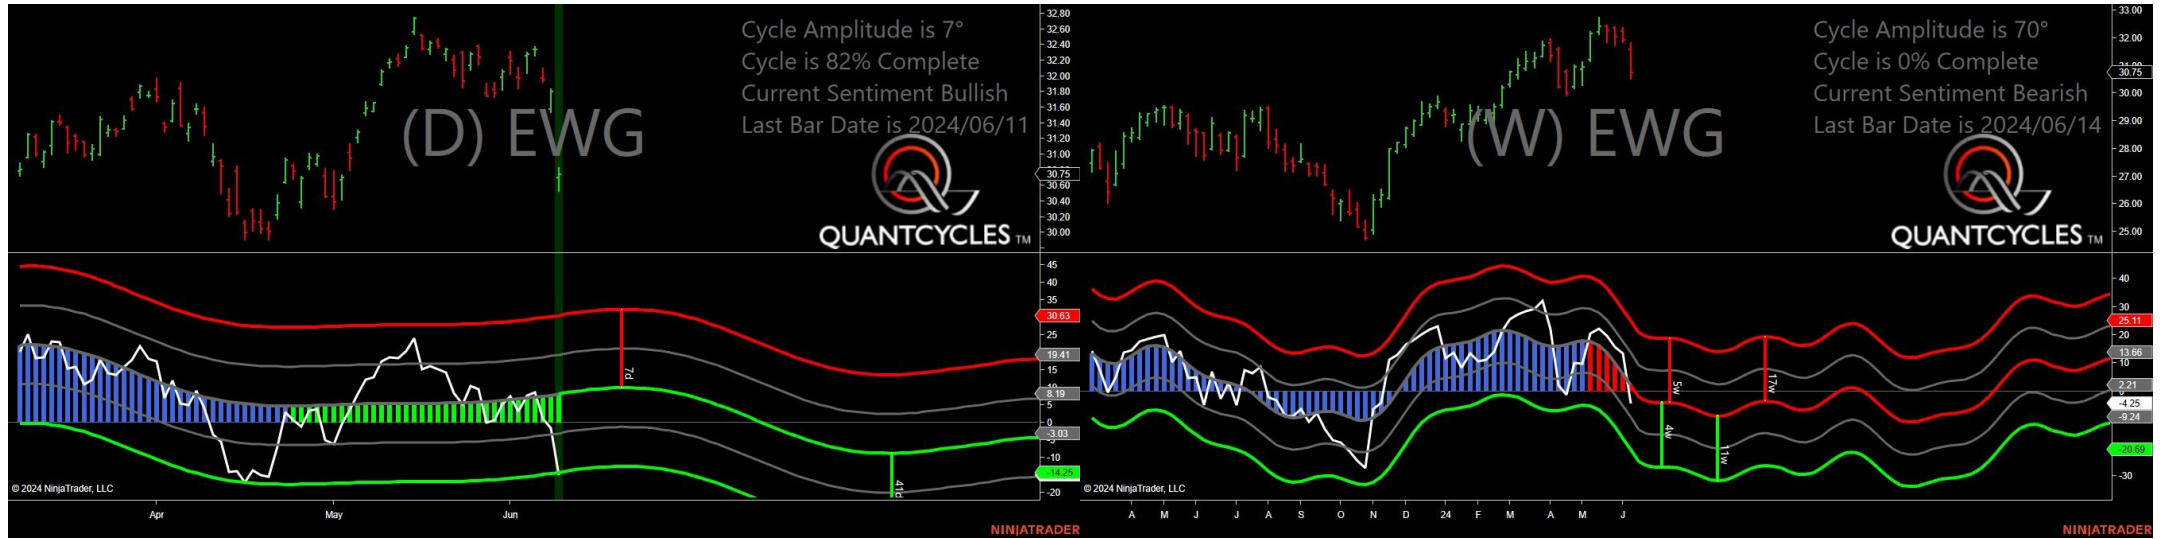 Cycle Amplitude is 7°
Cycle is 82% Complete
Current Sentiment Bullish
Last Bar Date is 2024/06/11
(D) EWG
QUANTCYCLES TM
32.80
32.60
32.40
32.20
32.00
31.80
31.60
31.40
31.20
31.00
30.75
30.60
30.40
30.20
30.00
45
40
35
30.63
25
19.41
15
8.19
5
0
-3.03
-10
-14.25
-20
7d
41d
© 2024 NinjaTrader, LLC
Apr
May
Jun
NINJATRADER
Cycle Amplitude is 70°
Cycle is 0% Complete
Current Sentiment Bearish
Last Bar Date is 2024/06/14
(W) EWG
QUANTCYCLES TM
33.00
32.00
30.75
30.00
29.00
28.00
27.00
26.00
25.00
40
30
25.11
20
13.66
10
2.21
-4.25
-9.24
-20.69
-30
5w
4w
11w
17w
© 2024 NinjaTrader, LLC
A M J J A S O N D 24 F M A M J
NINJATRADER